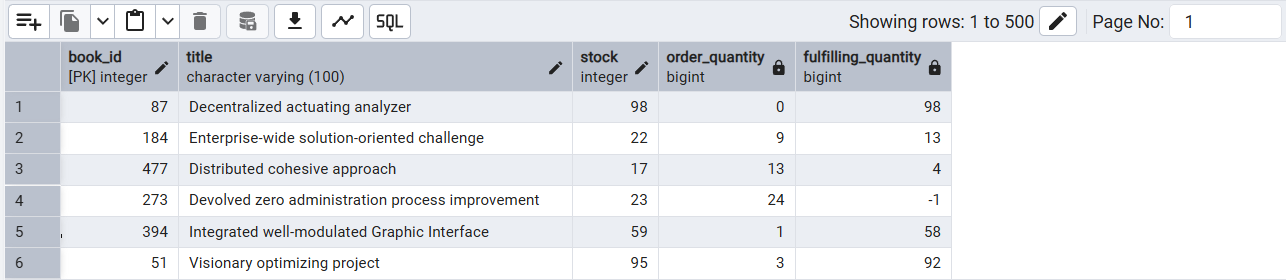 SQL Showing rows: 1 to 500 Page No: 1
book_id title stock order_quantity fulfilling_quantity
[PK] integer character varying (100) integer bigint bigint
1 87 Decentralized actuating analyzer 98 0 98
2 184 Enterprise-wide solution-oriented challenge 22 9 13
3 477 Distributed cohesive approach 17 13 4
4 273 Devolved zero administration process improvement 23 24 -1
5 394 Integrated well-modulated Graphic Interface 59 1 58
6 51 Visionary optimizing project 95 3 92